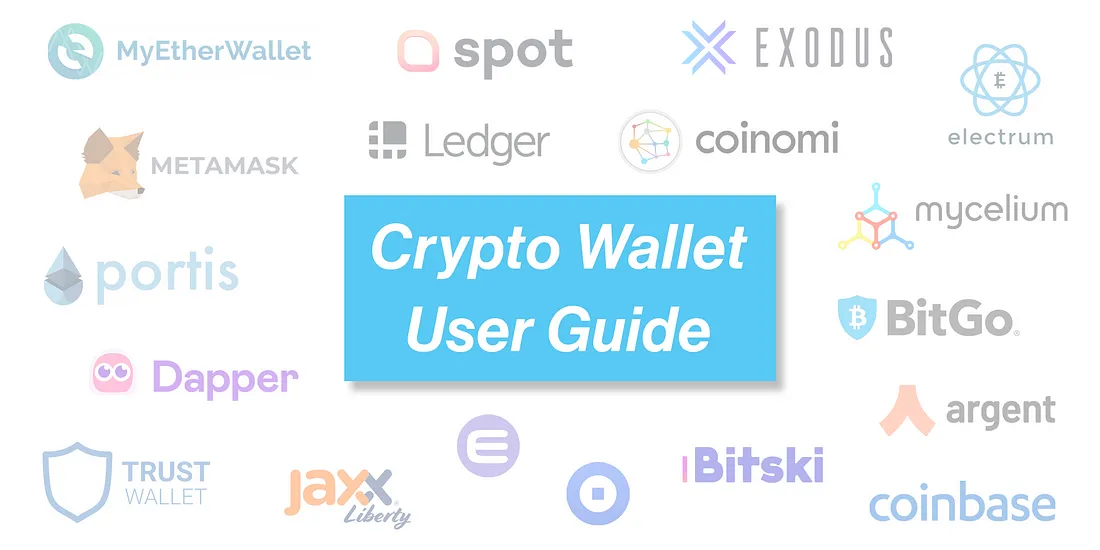 MyEtherWallet
spot
EXODUS
electrum
METAMASK
Ledger
coinomi
mycelium
portis
Crypto Wallet
User Guide
BitGo
Dapper
argent
TRUST
WALLET
jaxx
Liberty
Bitski
coinbase